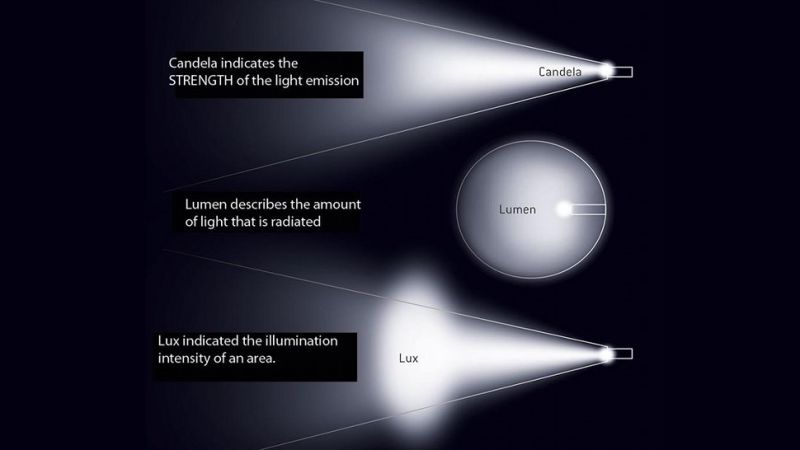 Candela indicates the
STRENGTH of the light emission
Candela
Lumen describes the amount
of light that is radiated
Lumen
Lux indicated the illumination
intensity of an area.
Lux